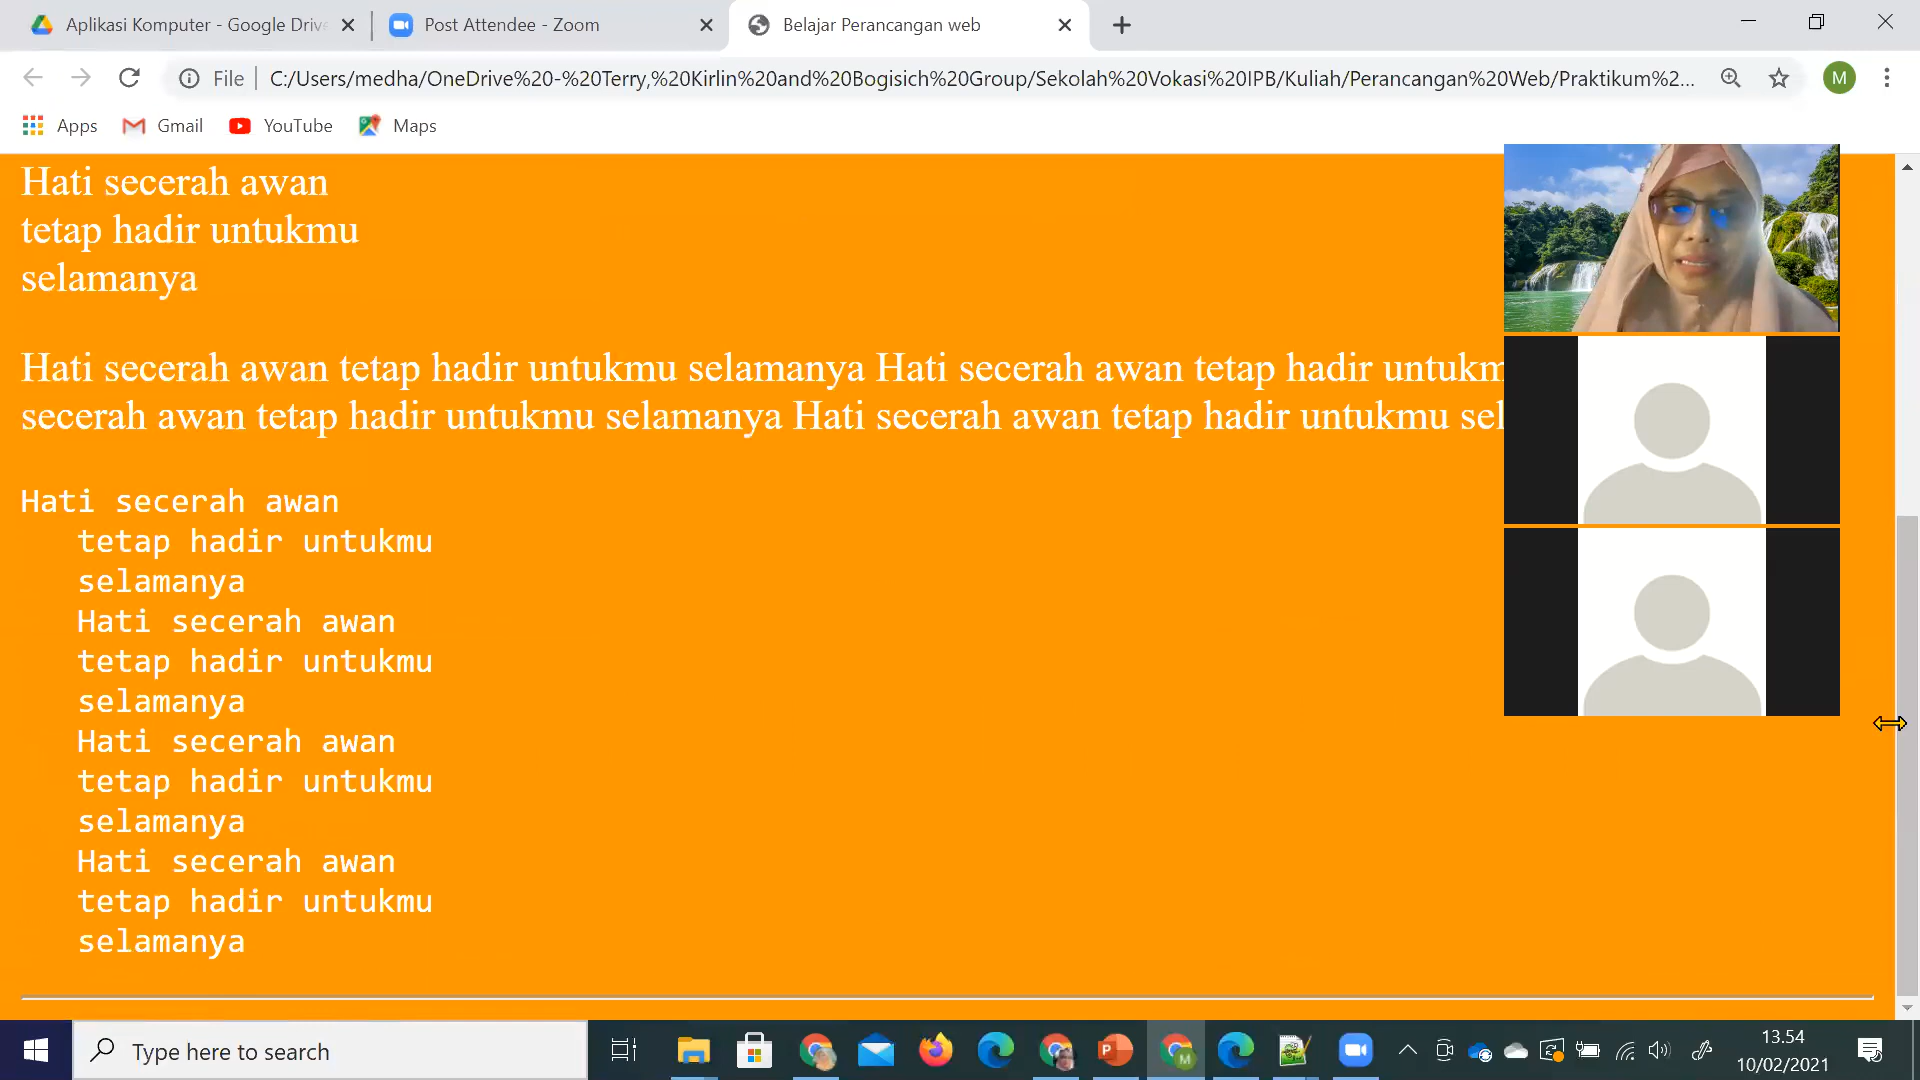 Aplikasi Komputer - Google Drive
Post Attendee - Zoom
Belajar Perancangan web
File
C:/Users/medha/OneDrive%20-%20Terry,%20Kirlin%20and%20Bogisich%20Group/Sekolah%20Vokasi%20IPB/Kuliah/Perancangan%20Web/Praktikum%2...
M
Apps
Gmail
YouTube
Maps
Hati secerah awan
tetap hadir untukmu
selamanya
Hati secerah awan tetap hadir untukmu selamanya Hati secerah awan tetap hadir untukm
secerah awan tetap hadir untukmu selamanya Hati secerah awan tetap hadir untukmu sel
Hati secerah awan
tetap hadir untukmu
selamanya
Hati secerah awan
tetap hadir untukmu
selamanya
Hati secerah awan
tetap hadir untukmu
selamanya
Hati secerah awan
tetap hadir untukmu
selamanya
Type here to search
13.54
10/02/2021